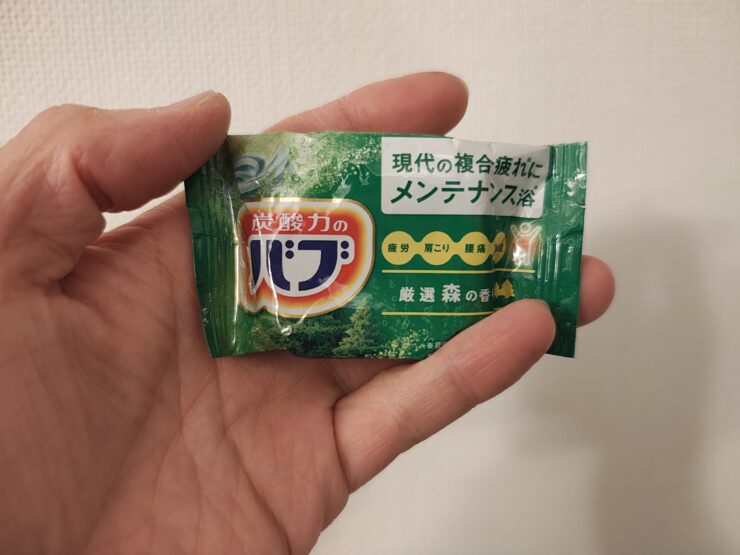 炭酸力の
バブ
現代の複合疲れに
メンテナンス浴
疲労 肩こり 腰痛
厳選 森の香